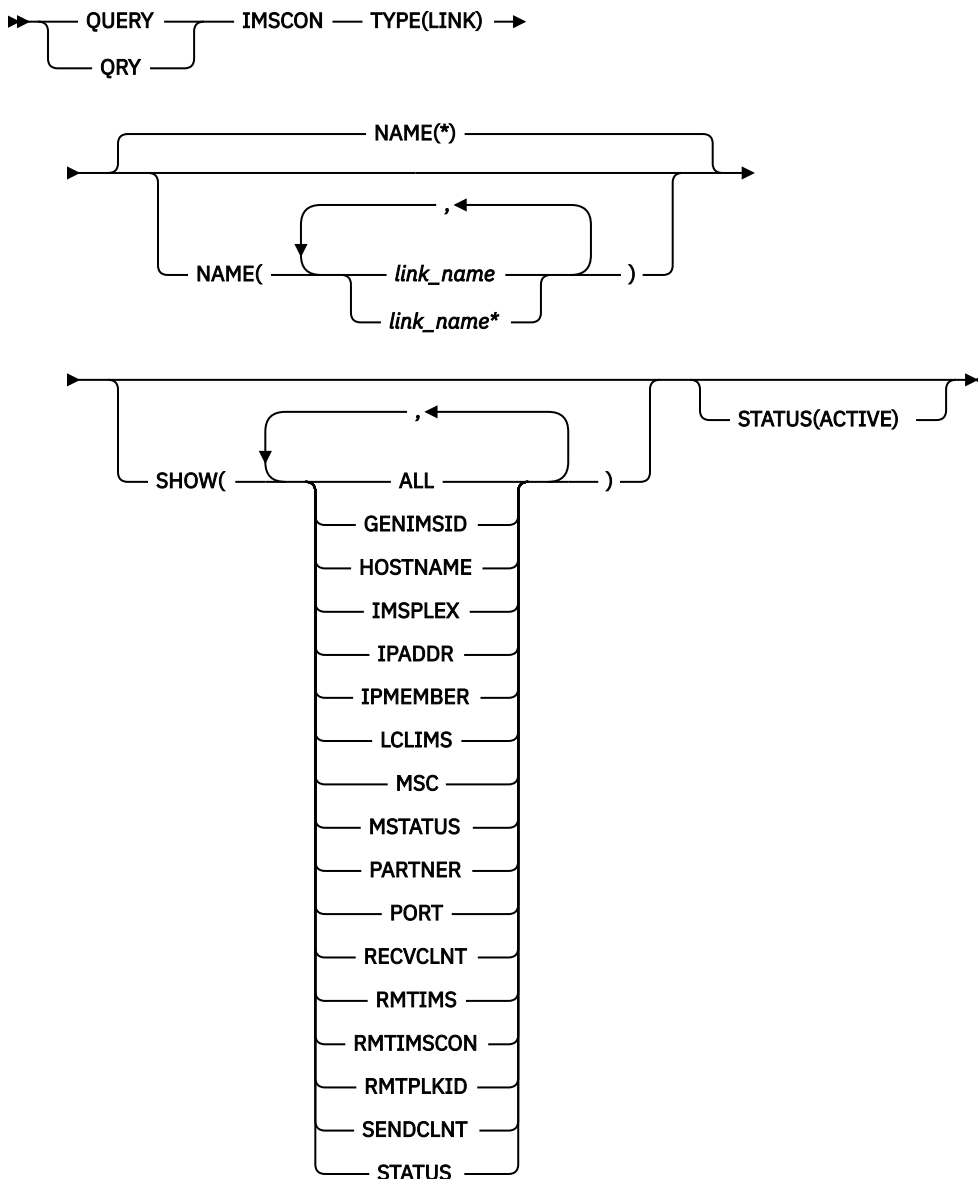 QUERY IMSCON TYPE(LINK)
QRY
NAME(*)
,
NAME( link_name )
link_name*
,
STATUS(ACTIVE)
SHOW( ALL )
GENIMSID
HOSTNAME
IMSPLEX
IPADDR
IPMEMBER
LCLIMS
MSC
MSTATUS
PARTNER
PORT
RECVCLNT
RMTIMS
RMTIMSCON
RMTPLKID
SENDCLNT
STATUS